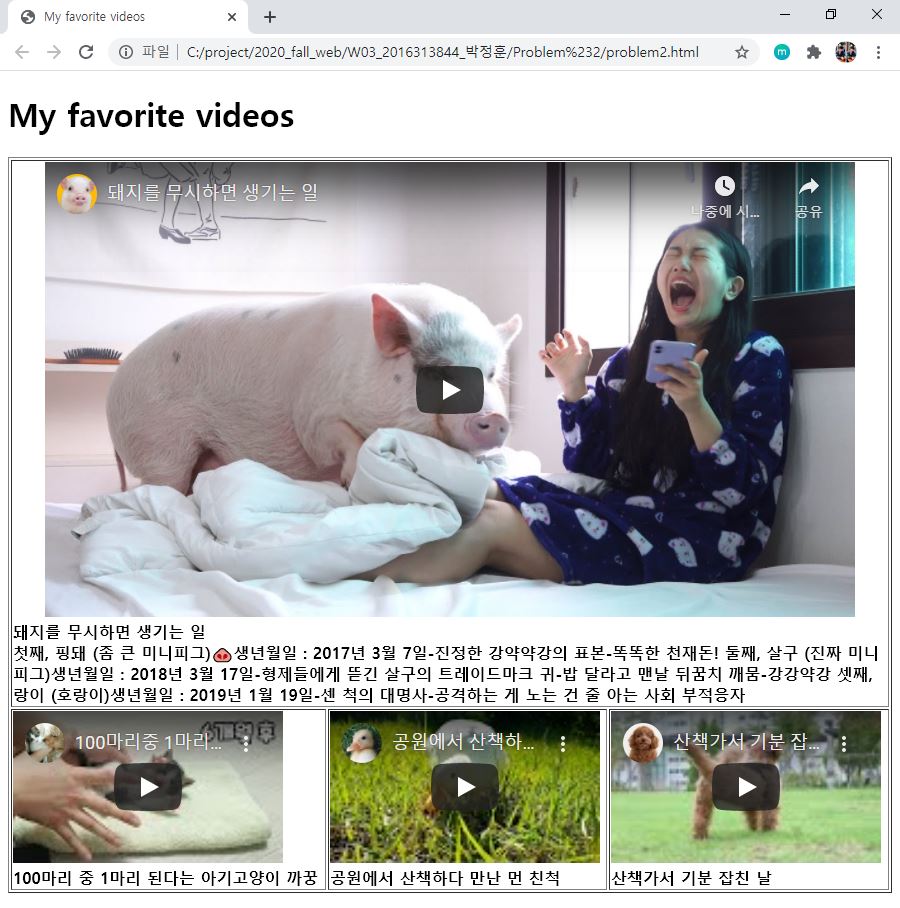 My favorite videos
파일
C:/project/2020_fall_web/W03_2016313844_박정훈/Problem%232/problem2.html
m
My favorite videos
돼지를 무시하면 생기는 일
나중에 시...
공유
돼지를 무시하면 생기는 일
첫째, 핑돼 (좀 큰 미니피그)🐽생년월일 : 2017년 3월 7일-진정한 강약약강의 표본-똑똑한 천재돈! 둘째, 살구 (진짜 미니
피그)생년월일 : 2018년 3월 17일-형제들에게 뜯긴 살구의 트레이드마크 귀-밥 달라고 맨날 뒤꿈치 깨뭄-강강약강 셋째,
랑이 (호랑이)생년월일 : 2019년 1월 19일-센 척의 대명사-공격하는 게 노는 건 줄 아는 사회 부적응자
100마리중 1마리...
공원에서 산책하...
산책가서 기분 잡...
100마리 중 1마리 된다는 아기고양이 까꿍
공원에서 산책하다 만난 먼 친척
산책가서 기분 잡친 날